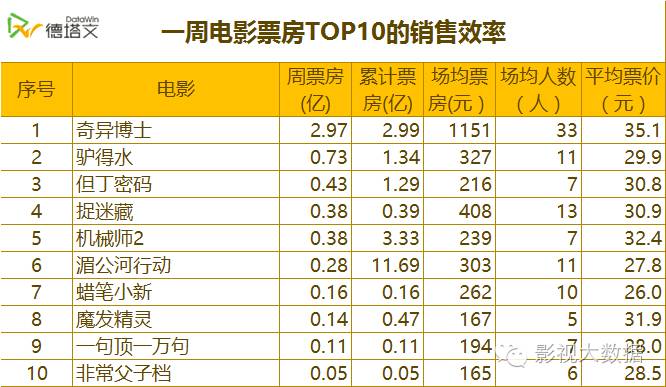 DataWin
德塔文
一周电影票房TOP10的销售效率
序号 电影 周票房(亿) 累计票房(亿) 场均票房(元) 场均人数(人) 平均票价(元)
1 奇异博士 2.97 2.99 1151 33 35.1
2 驴得水 0.73 1.34 327 11 29.9
3 但丁密码 0.43 1.29 216 7 30.8
4 捉迷藏 0.38 0.39 408 13 30.9
5 机械师2 0.38 3.33 239 7 32.4
6 湄公河行动 0.28 11.69 303 11 27.8
7 蜡笔小新 0.16 0.16 262 10 26.0
8 魔发精灵 0.14 0.47 167 5 31.9
9 一句顶一万句 0.11 0.11 194 7 28.0
10 非常父子档 0.05 0.05 165 6 28.5
影视大数据